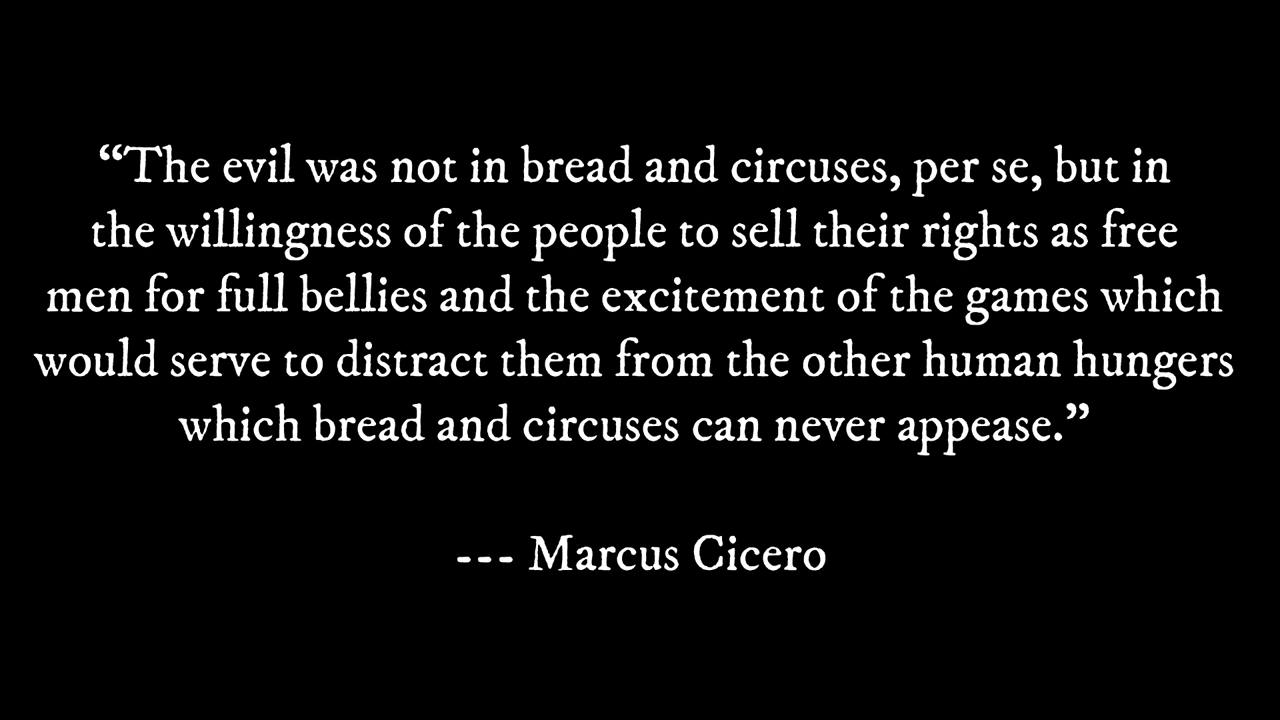 “The evil was not in bread and circuses, per se, but in
the willingness of the people to sell their rights as free
men for full bellies and the excitement of the games which
would serve to distract them from the other human hungers
which bread and circuses can never appease.”
--- Marcus Cicero